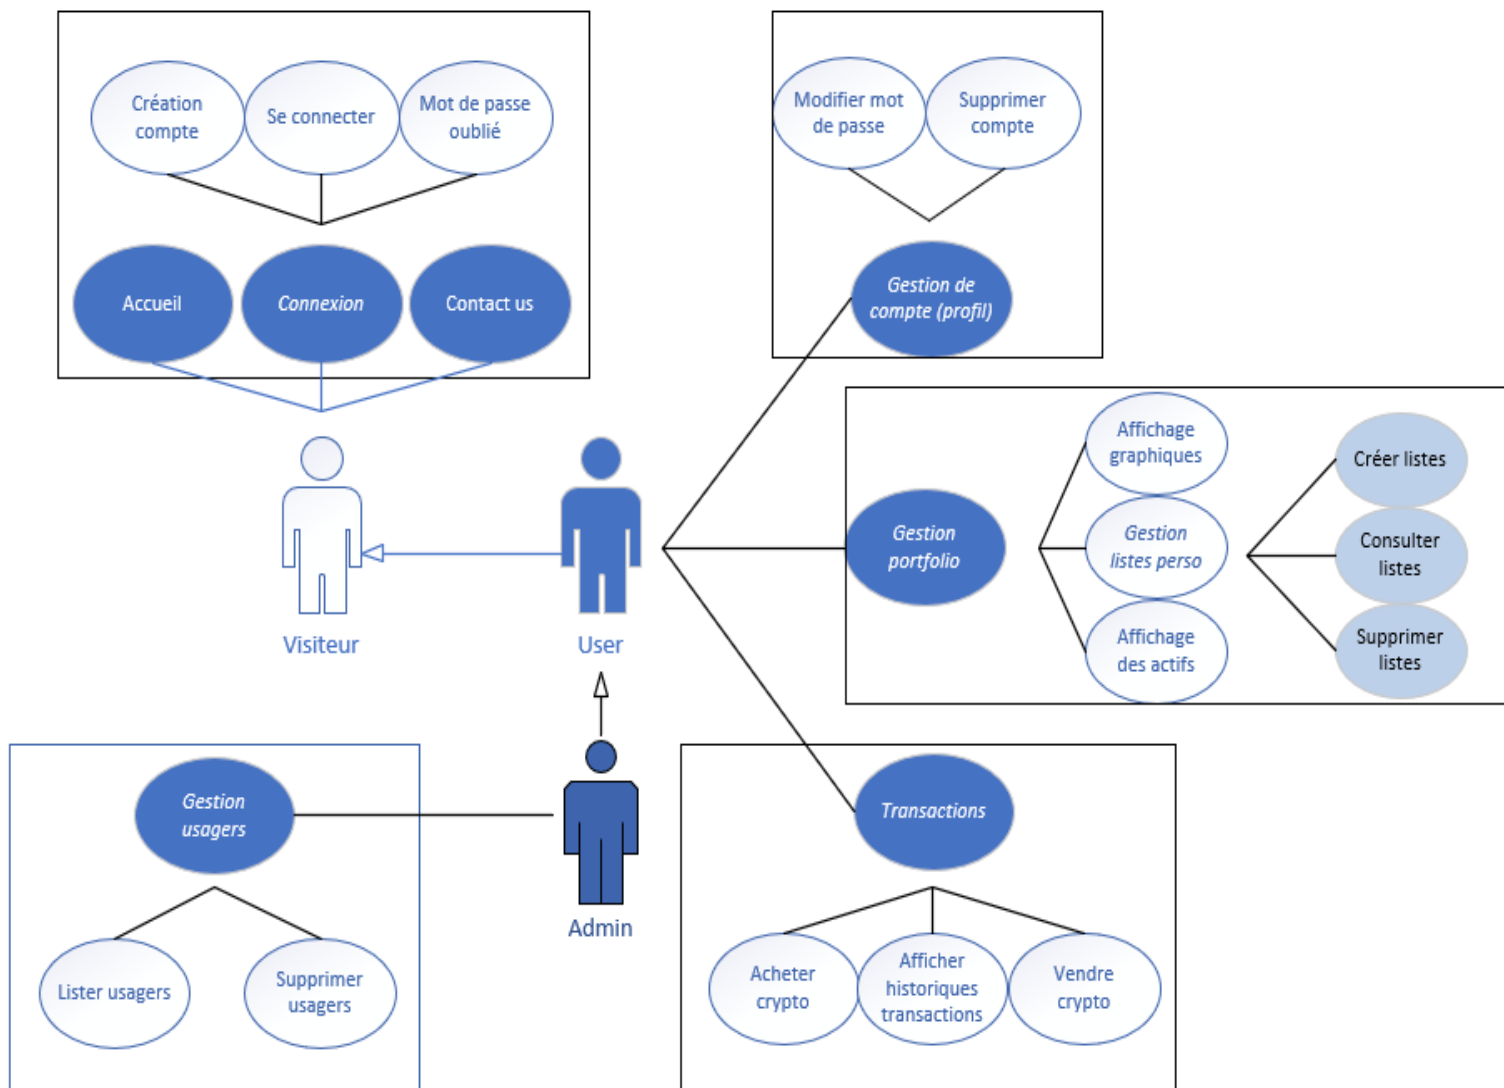 Création
compte
Se connecter
Mot de passe
oublié
Modifier mot
de passe
Supprimer
compte
Accueil
Connexion
Contact us
Gestion de
compte (profil)
Affichage
graphiques
Créer listes
Gestion
portfolio
Gestion
listes perso
Consulter
listes
Affichage
des actifs
Supprimer
listes
Visiteur
User
Gestion
usagers
Transactions
Admin
Lister usagers
Supprimer
usagers
Acheter
crypto
Afficher
historiques
transactions
Vendre
crypto